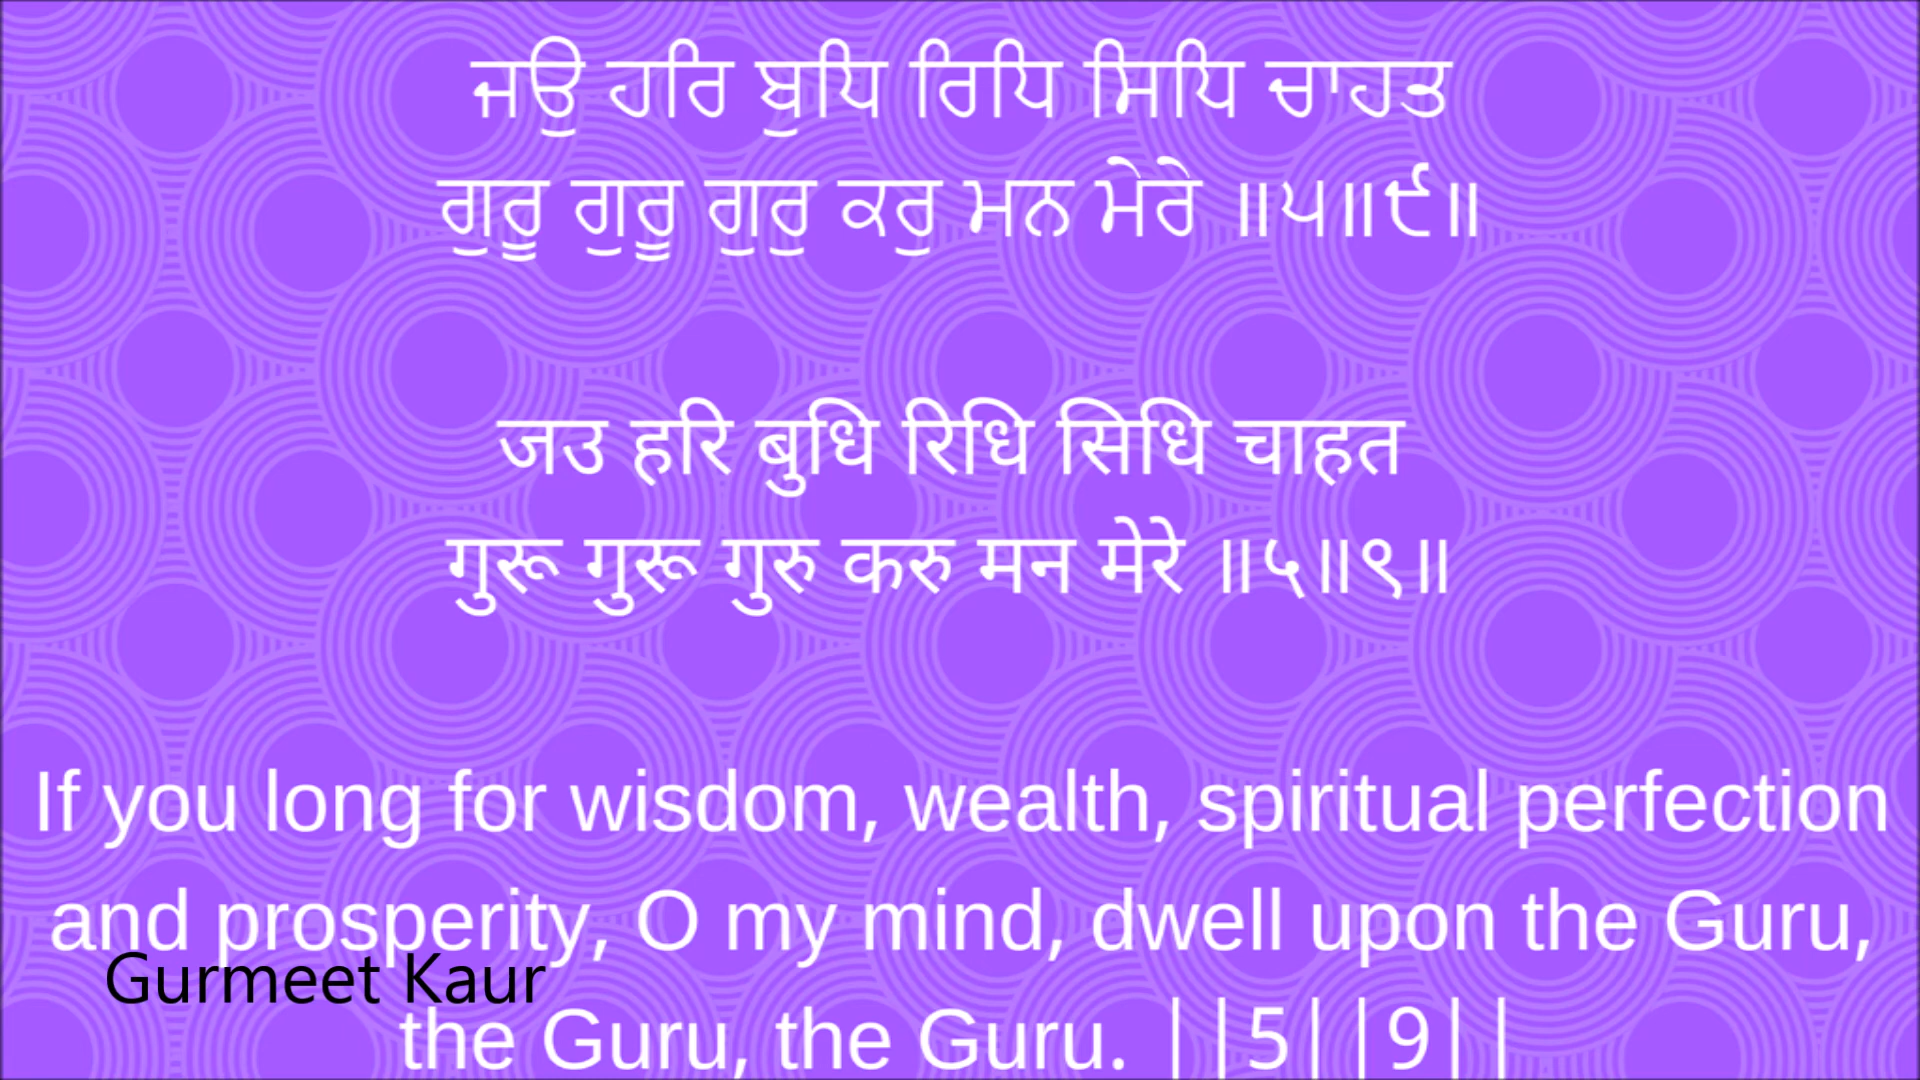 ਜਉ ਹਰਿ ਬੁਧਿ ਰਿਧਿ ਸਿਧਿ ਚਾਹਤ
ਗੁਰੂ ਗੁਰੂ ਗੁਰੁ ਕਰੁ ਮਨ ਮੇਰੇ ॥੫॥੯॥
जउ हरि बुधि रिधि सिधि चाहत
गुरू गुरू गुरु करु मन मेरे ॥५॥९॥
If you long for wisdom, wealth, spiritual perfection
and prosperity, O my mind, dwell upon the Guru,
Gurmeet Kaur
the Guru, the Guru. ||5||9||